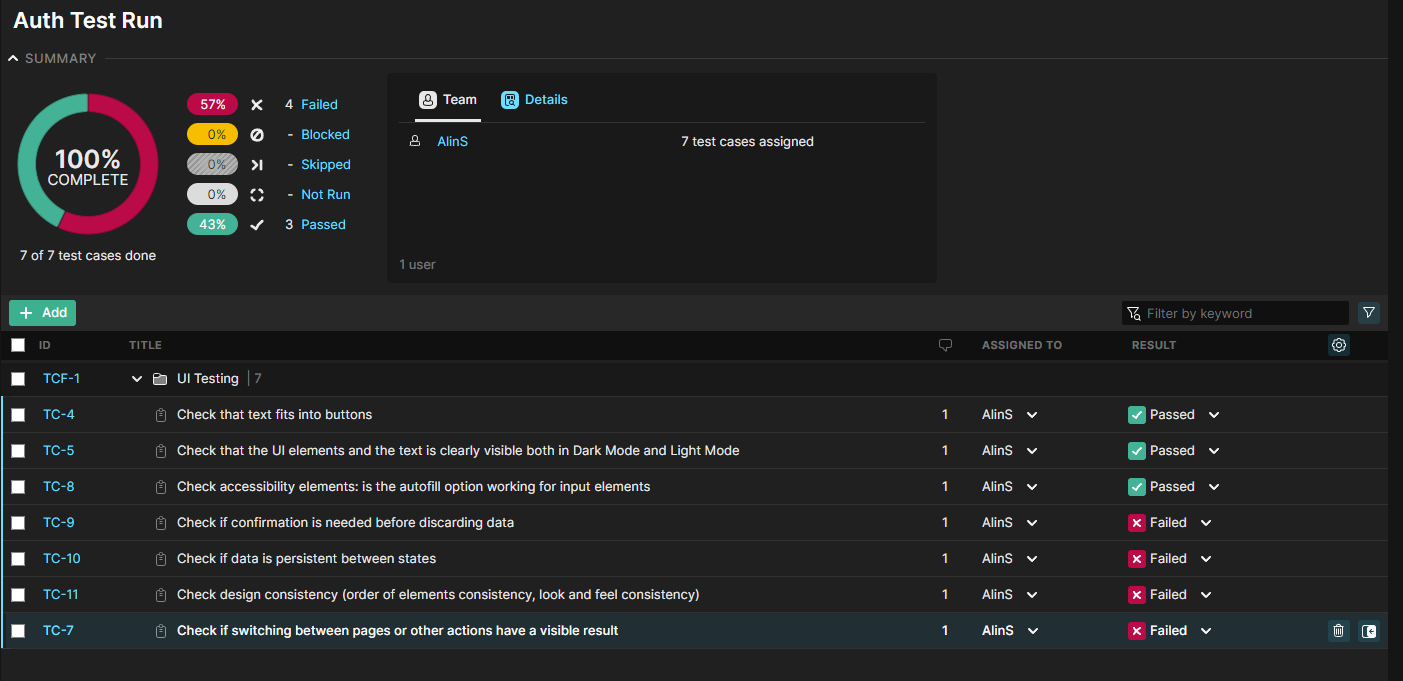 Auth Test Run
SUMMARY
100%
COMPLETE
7 of 7 test cases done
57% 4 Failed
0% - Blocked
0% - Skipped
0% - Not Run
43% 3 Passed
Team Details
AlinS 7 test cases assigned
1 user
+ Add Filter by keyword
ID TITLE ASSIGNED TO RESULT
TCF-1 UI Testing | 7
TC-4 Check that text fits into buttons 1 AlinS Passed
TC-5 Check that the UI elements and the text is clearly visible both in Dark Mode and Light Mode 1 AlinS Passed
TC-8 Check accessibility elements: is the autofill option working for input elements 1 AlinS Passed
TC-9 Check if confirmation is needed before discarding data 1 AlinS Failed
TC-10 Check if data is persistent between states 1 AlinS Failed
TC-11 Check design consistency (order of elements consistency, look and feel consistency) 1 AlinS Failed
TC-7 Check if switching between pages or other actions have a visible result 1 AlinS Failed